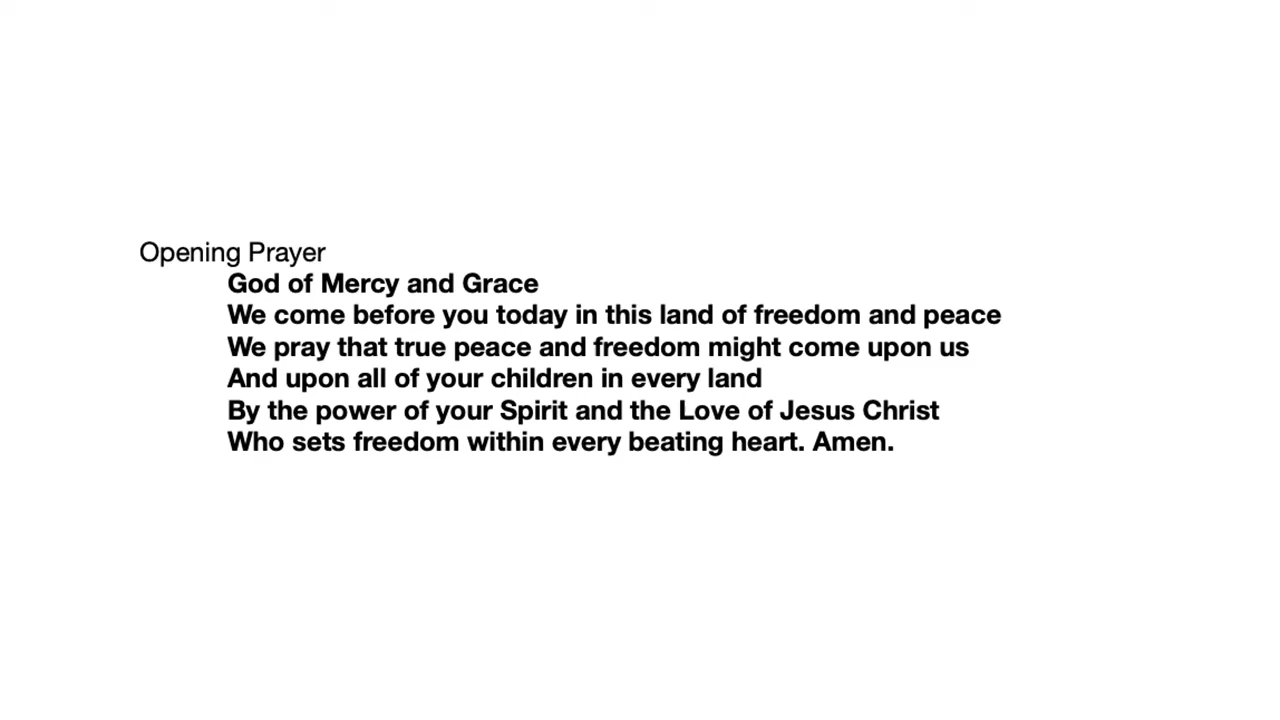 Opening Prayer
God of Mercy and Grace
We come before you today in this land of freedom and peace
We pray that true peace and freedom might come upon us
And upon all of your children in every land
By the power of your Spirit and the Love of Jesus Christ
Who sets freedom within every beating heart. Amen.